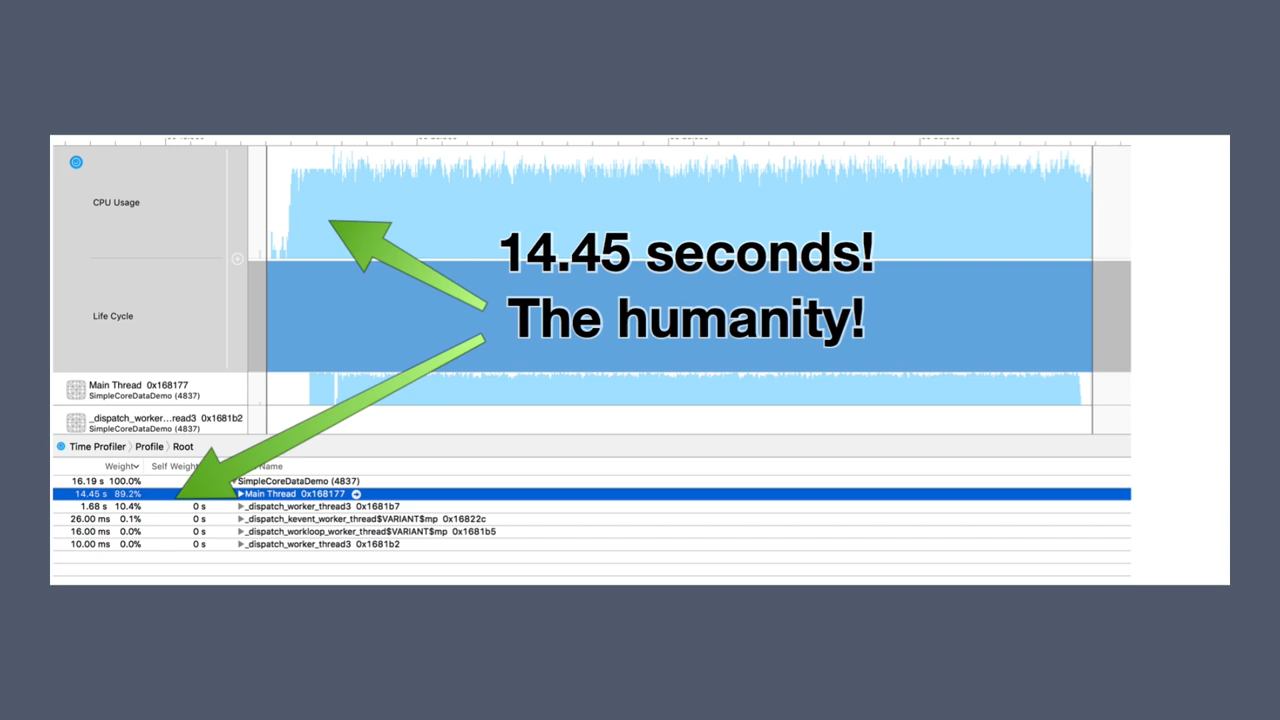 CPU Usage
14.45 seconds!
The humanity!
Life Cycle
Main Thread 0x168177
SimpleCoreDataDemo (4837)
_dispatch_worker...read3 0x1681b2
SimpleCoreDataDemo (4837)
Time Profiler Profile Root
Weight Self Weight Name
16.19 s 100.0% SimpleCoreDataDemo (4837)
14.45 s 89.2% Main Thread 0x168177
1.68 s 10.4% 0 s _dispatch_worker_thread3 0x1681b7
26.00 ms 0.1% 0 s _dispatch_kevent_worker_thread$VARIANT$mp 0x16822c
16.00 ms 0.0% 0 s _dispatch_workloop_worker_thread$VARIANT$mp 0x1681b5
10.00 ms 0.0% 0 s _dispatch_worker_thread3 0x1681b2